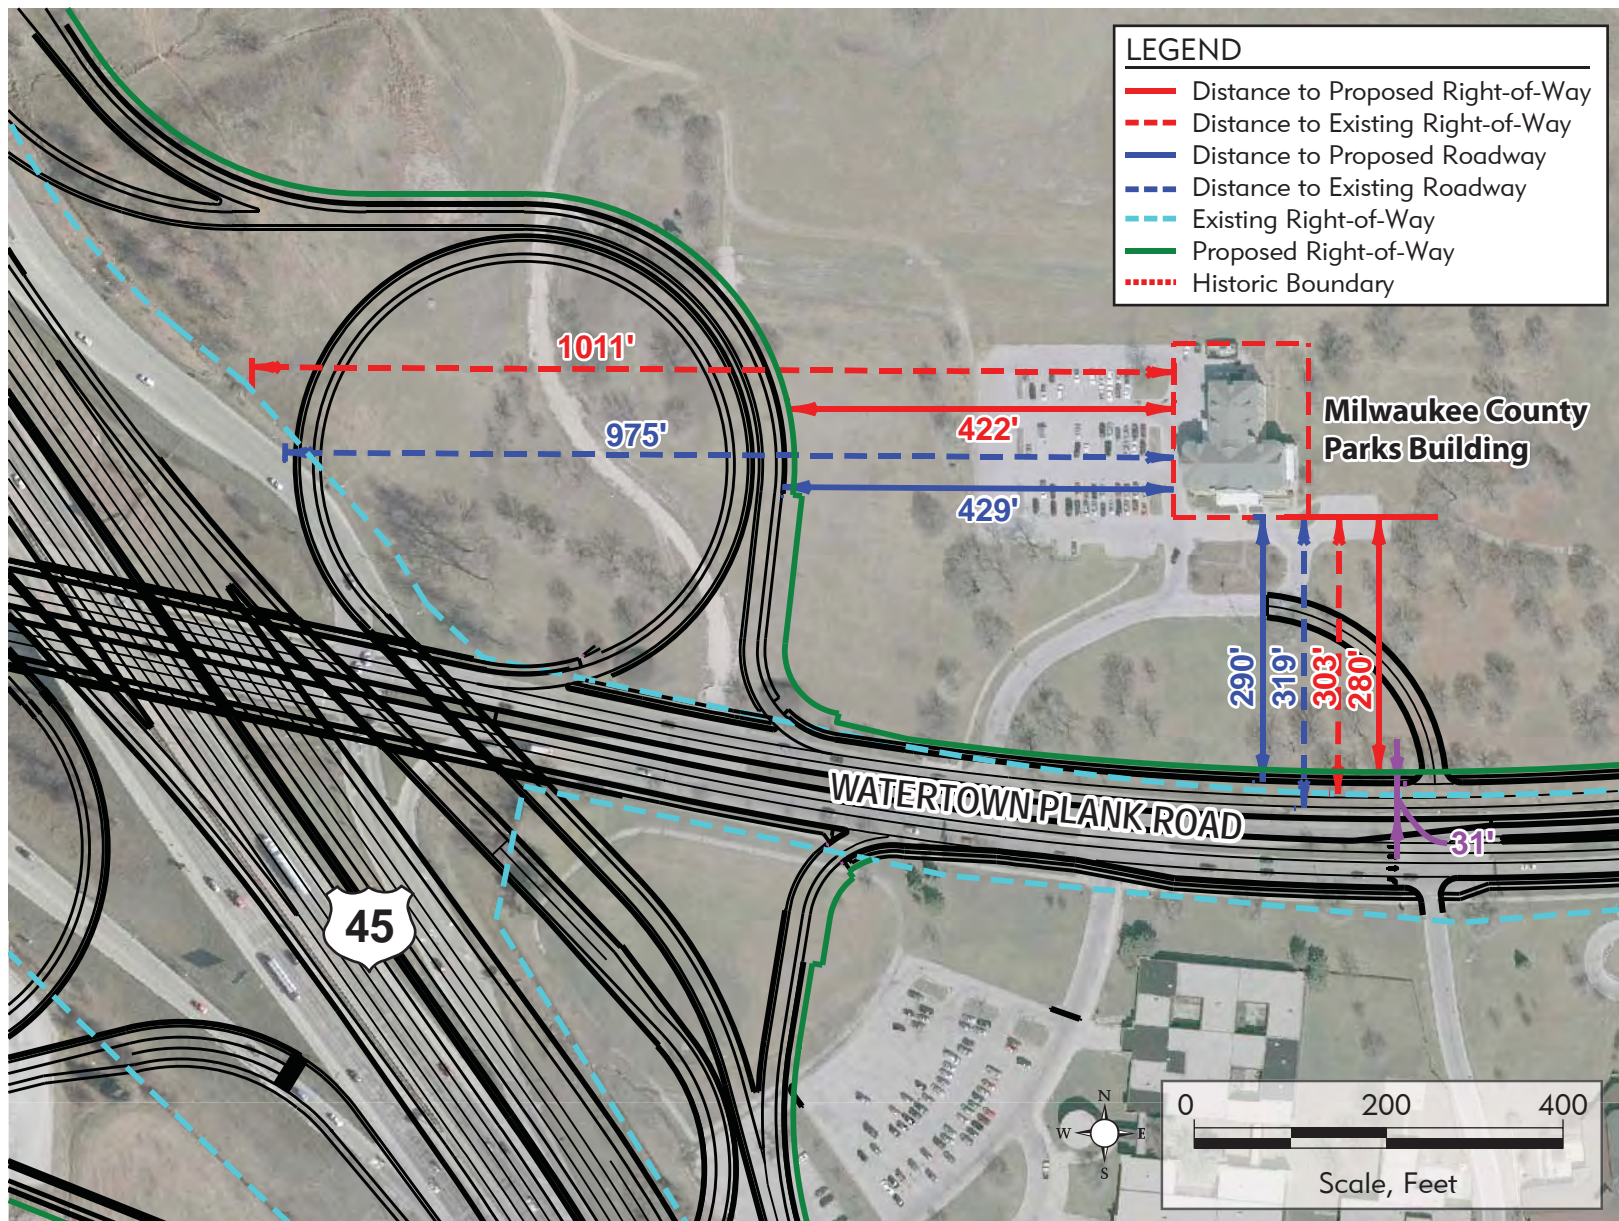 LEGEND
Distance to Proposed Right-of-Way
Distance to Existing Right-of-Way
Distance to Proposed Roadway
Distance to Existing Roadway
Existing Right-of-Way
Proposed Right-of-Way
Historic Boundary
1011'
422'
975'
429'
Milwaukee County
Parks Building
290'
319'
303'
280'
WATERTOWN PLANK ROAD
31'
45
N
W E
S
0 200 400
Scale, Feet